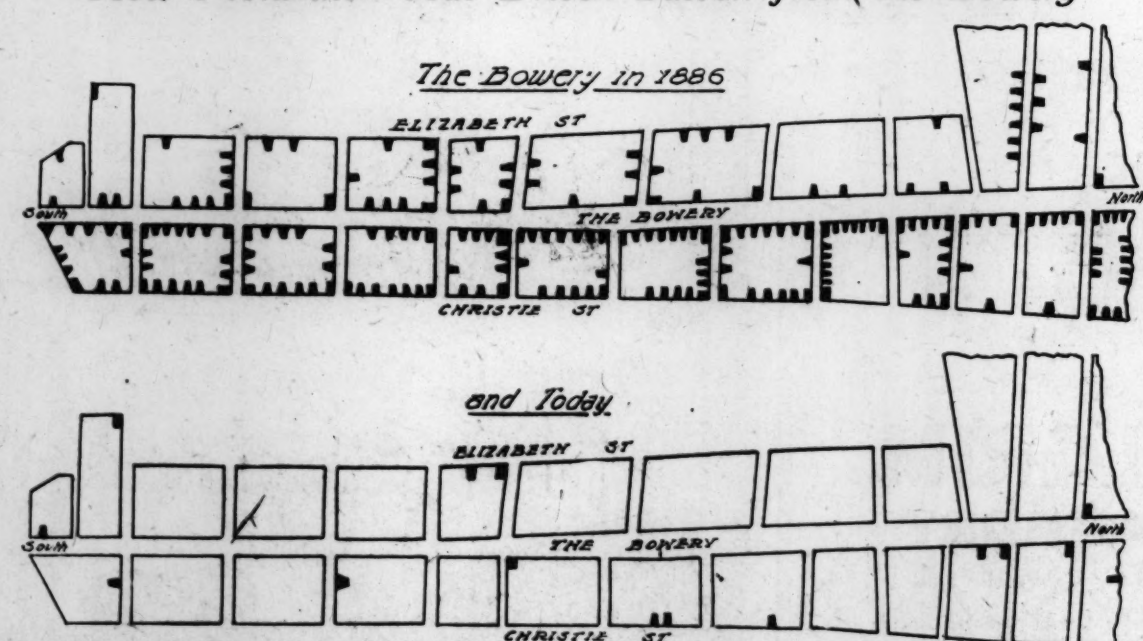 The Bowery in 1886
ELIZABETH ST
South
THE BOWERY
North
CHRISTIE ST
and Today
ELIZABETH ST
South
THE BOWERY
North
CHRISTIE ST